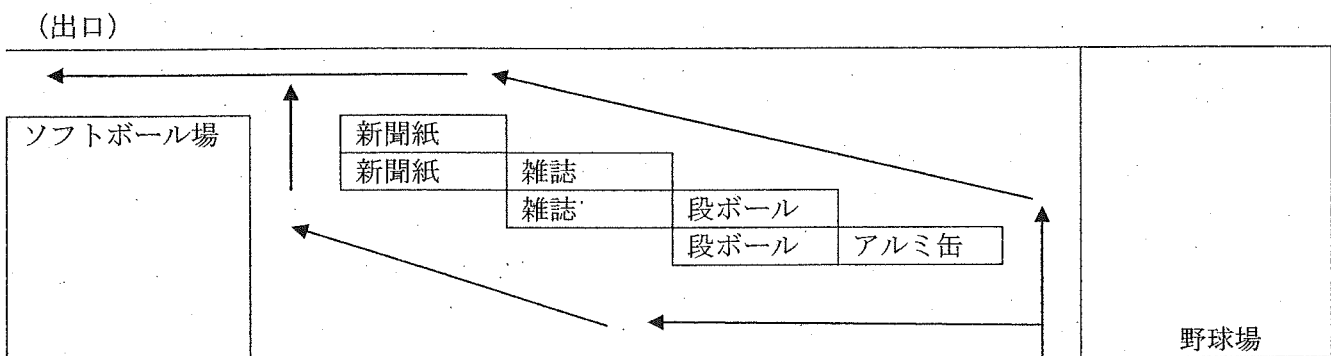 (出口)
ソフトボール場
新聞紙
新聞紙 雑誌
雑誌 段ボール
段ボール アルミ缶
野球場